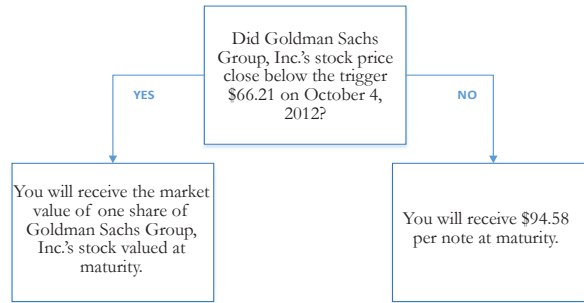 Did Goldman Sachs
Group, Inc.'s stock price
close below the trigger
$66.21 on October 4,
2012?
YES
NO
You will receive the market
value of one share of
Goldman Sachs Group,
Inc.'s stock valued at
maturity.
You will receive $94.58
per note at maturity.